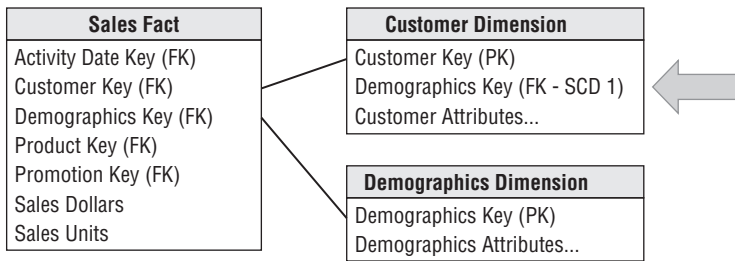 Sales Fact
Activity Date Key (FK)
Customer Key (FK)
Demographics Key (FK)
Product Key (FK)
Promotion Key (FK)
Sales Dollars
Sales Units
Customer Dimension
Customer Key (PK)
Demographics Key (FK - SCD 1)
Customer Attributes...
Demographics Dimension
Demographics Key (PK)
Demographics Attributes...